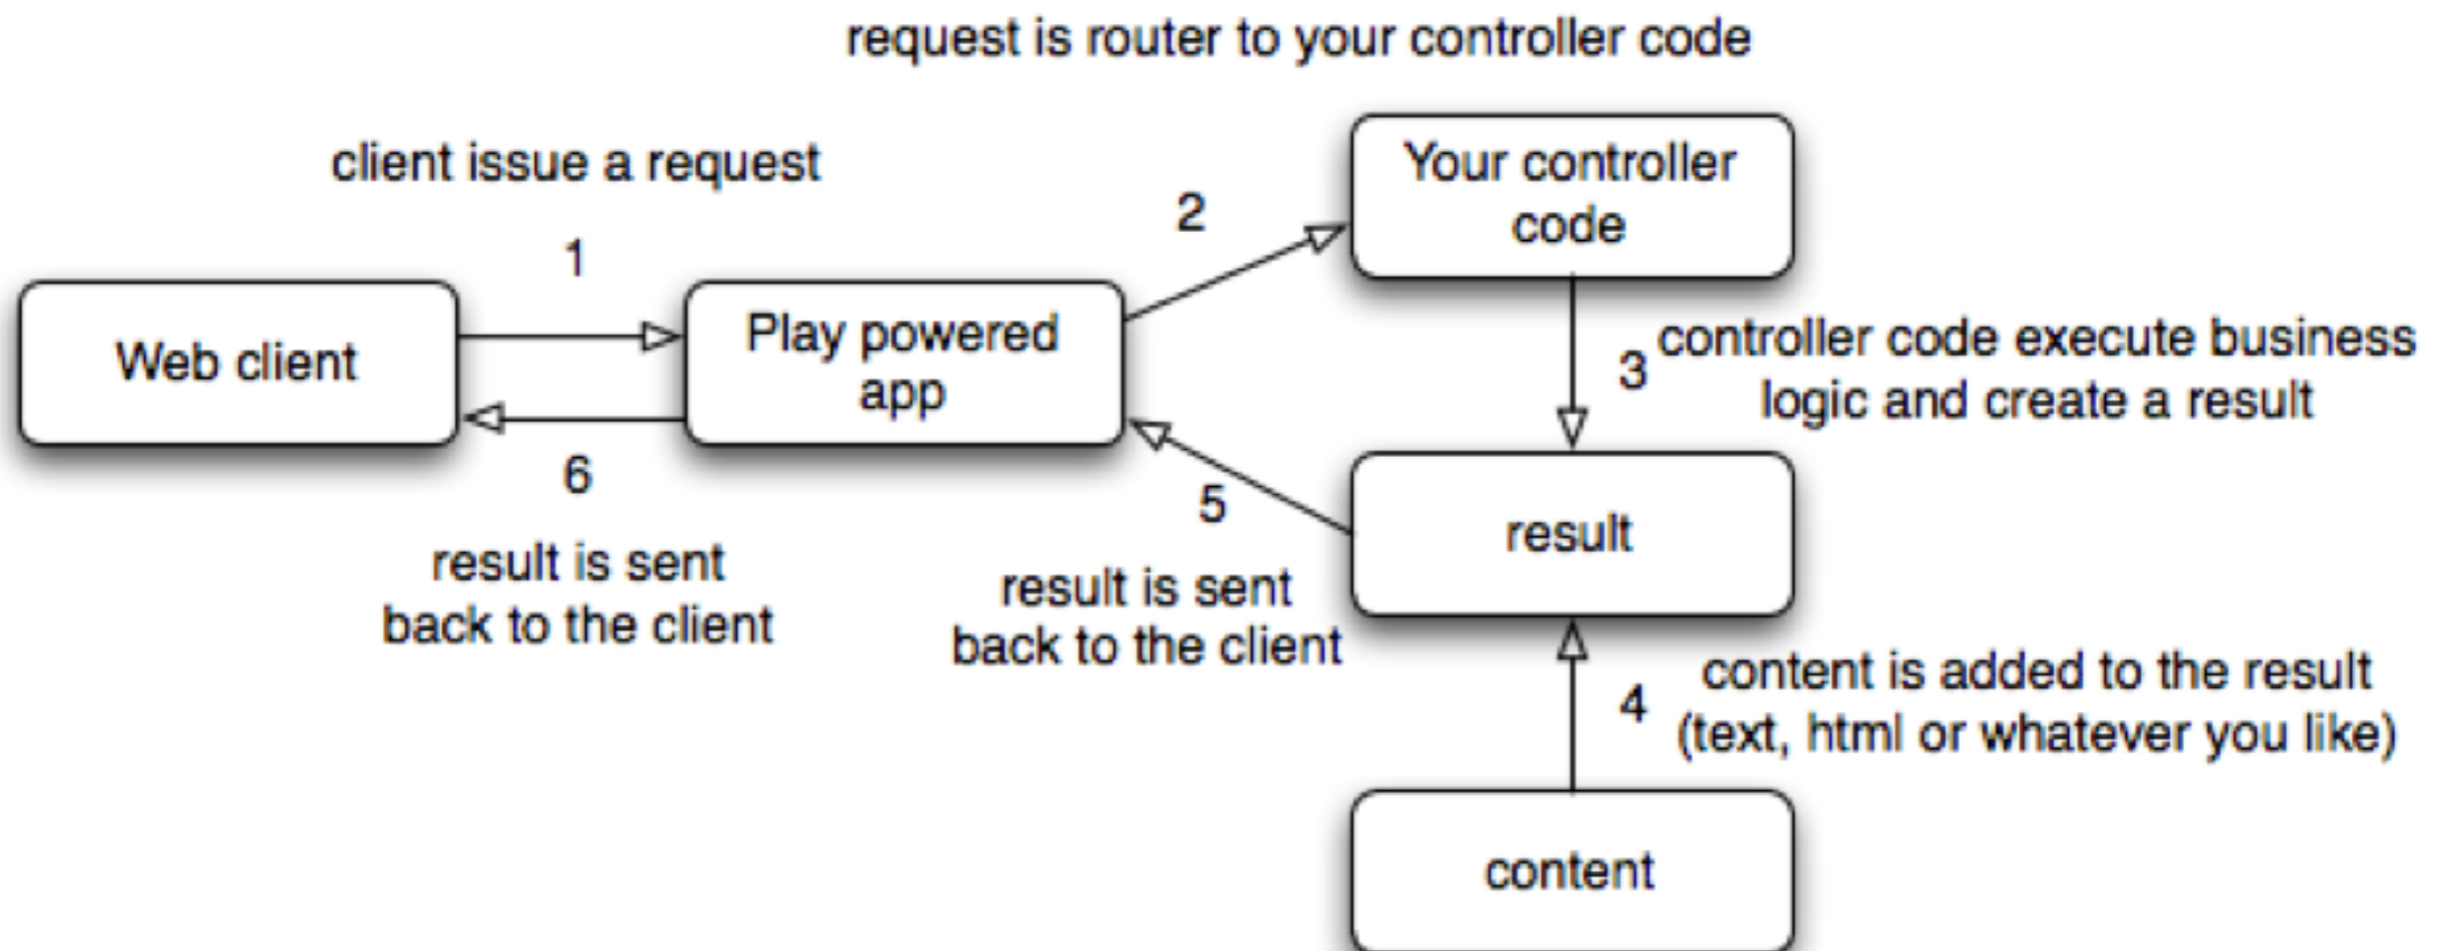 request is router to your controller code
client issue a request
1
2
Your controller
code
Web client
Play powered
app
3
controller code execute business
logic and create a result
6
5
result
result is sent
back to the client
result is sent
back to the client
4
content is added to the result
(text, html or whatever you like)
content